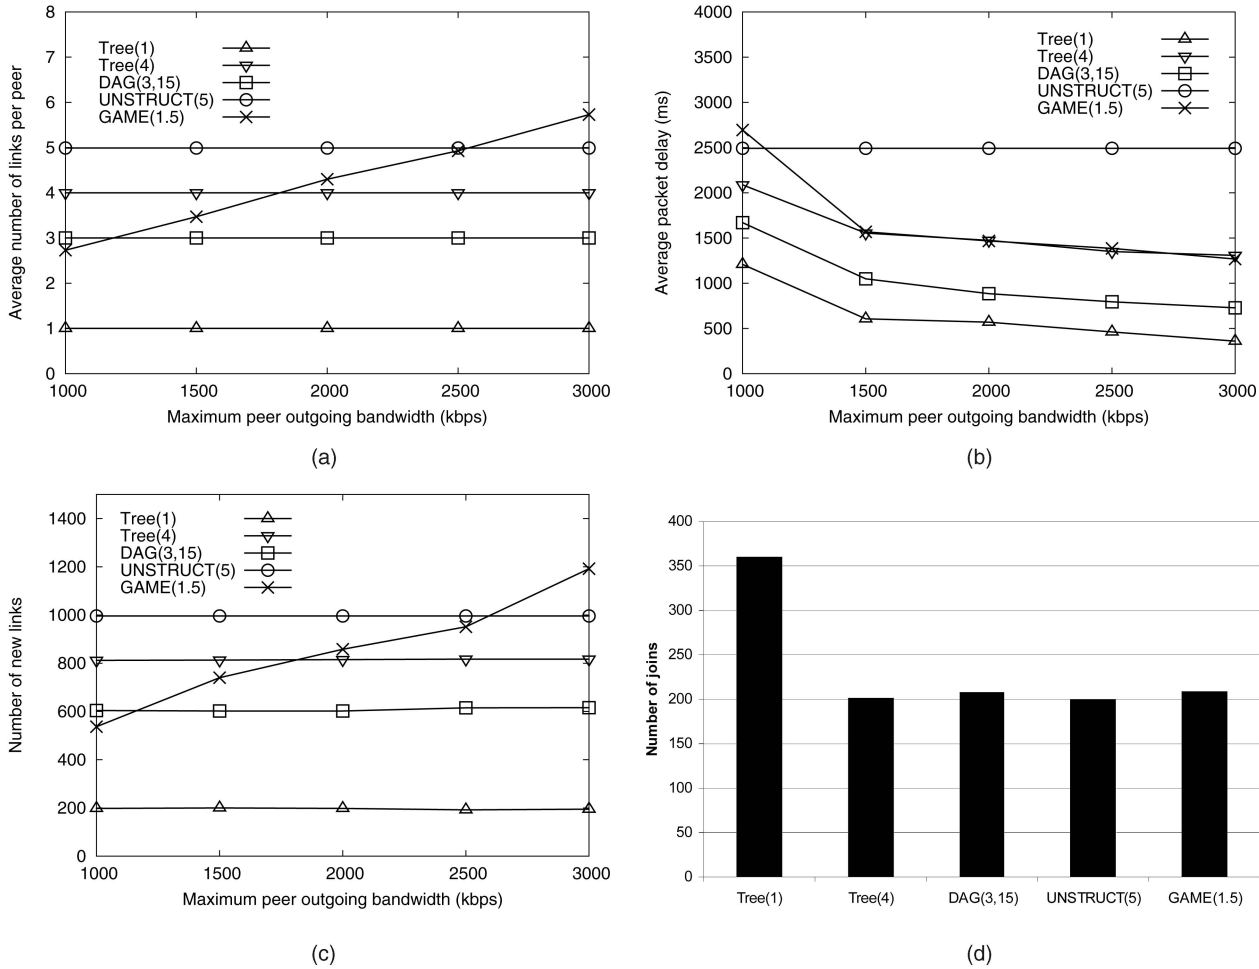 8
7
6
5
4
3
2
1
0
Average number of links per peer
Tree(1)
Tree(4)
DAG(3,15)
UNSTRUCT(5)
GAME(1.5)
1000 1500 2000 2500 3000
Maximum peer outgoing bandwidth (kbps)
(a)
4000
3500
3000
2500
2000
1500
1000
500
0
Average packet delay (ms)
Tree(1)
Tree(4)
DAG(3,15)
UNSTRUCT(5)
GAME(1.5)
1000 1500 2000 2500 3000
Maximum peer outgoing bandwidth (kbps)
(b)
1400
1200
1000
800
600
400
200
0
Number of new links
Tree(1)
Tree(4)
DAG(3,15)
UNSTRUCT(5)
GAME(1.5)
1000 1500 2000 2500 3000
Maximum peer outgoing bandwidth (kbps)
(c)
400
350
300
250
200
150
100
50
0
Number of joins
Tree(1) Tree(4) DAG(3,15) UNSTRUCT(5) GAME(1.5)
(d)